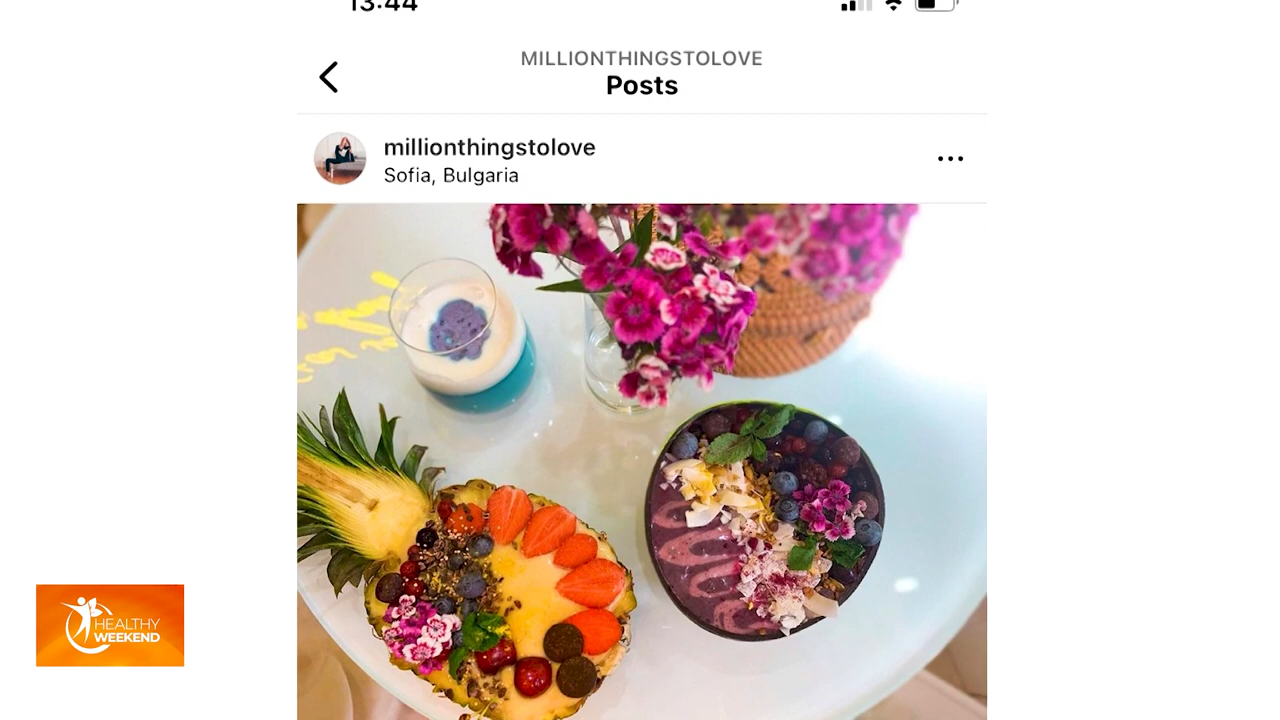 13:44
MILLIONTHINGSTOLOVE
Posts
millionthingstolove
Sofia, Bulgaria
HEALTHY
WEEKEND